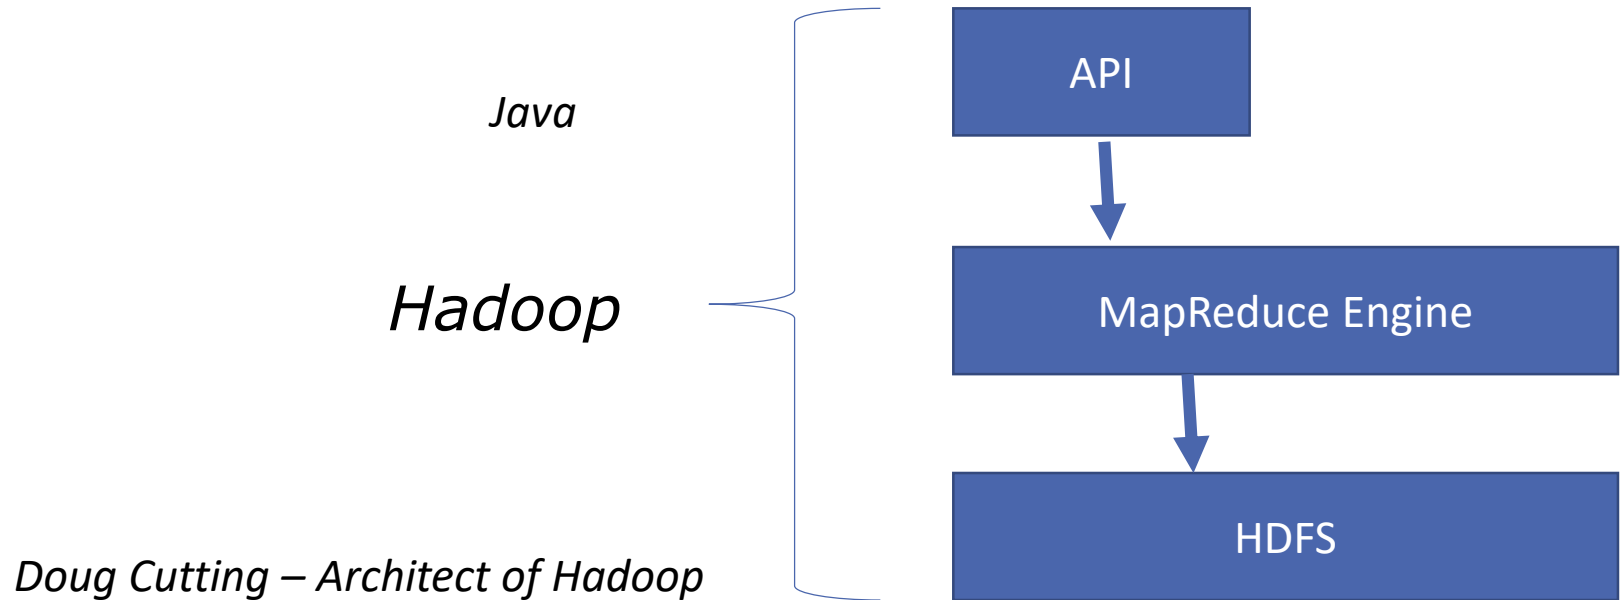 API
Java
Hadoop
MapReduce Engine
HDFS
Doug Cutting – Architect of Hadoop